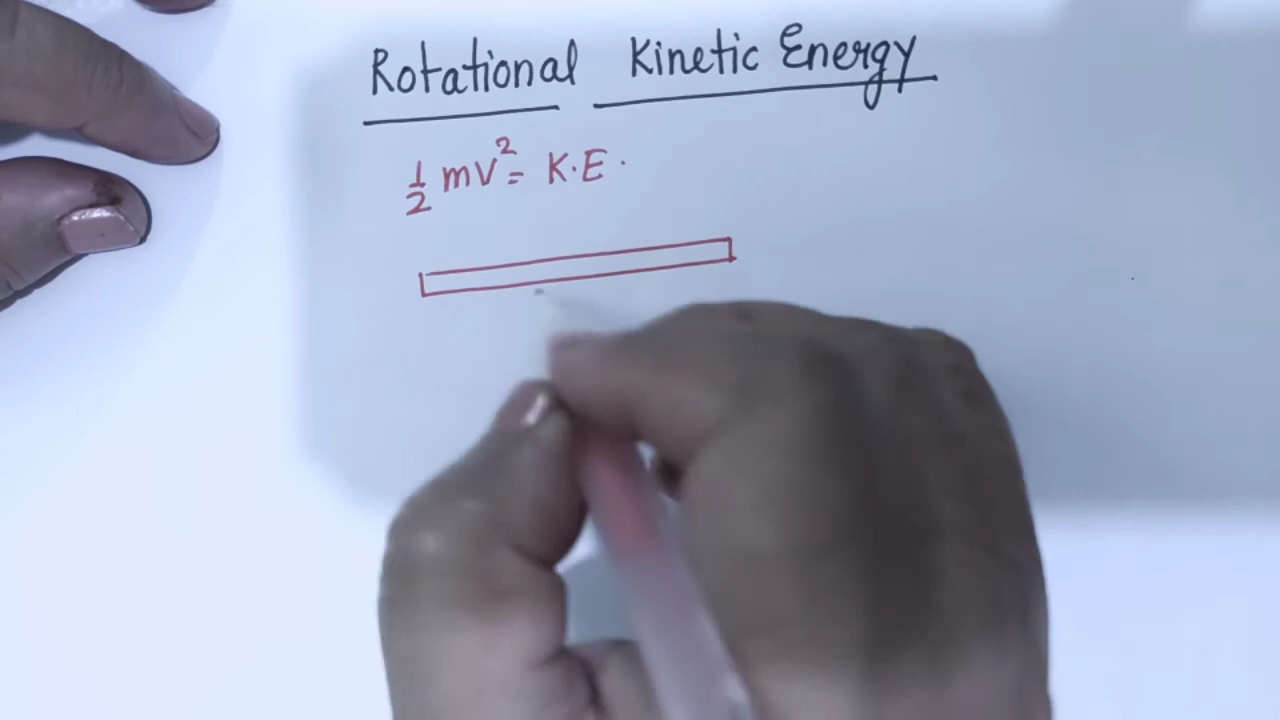 Rotational Kinetic Energy
½ mv² = K.E.